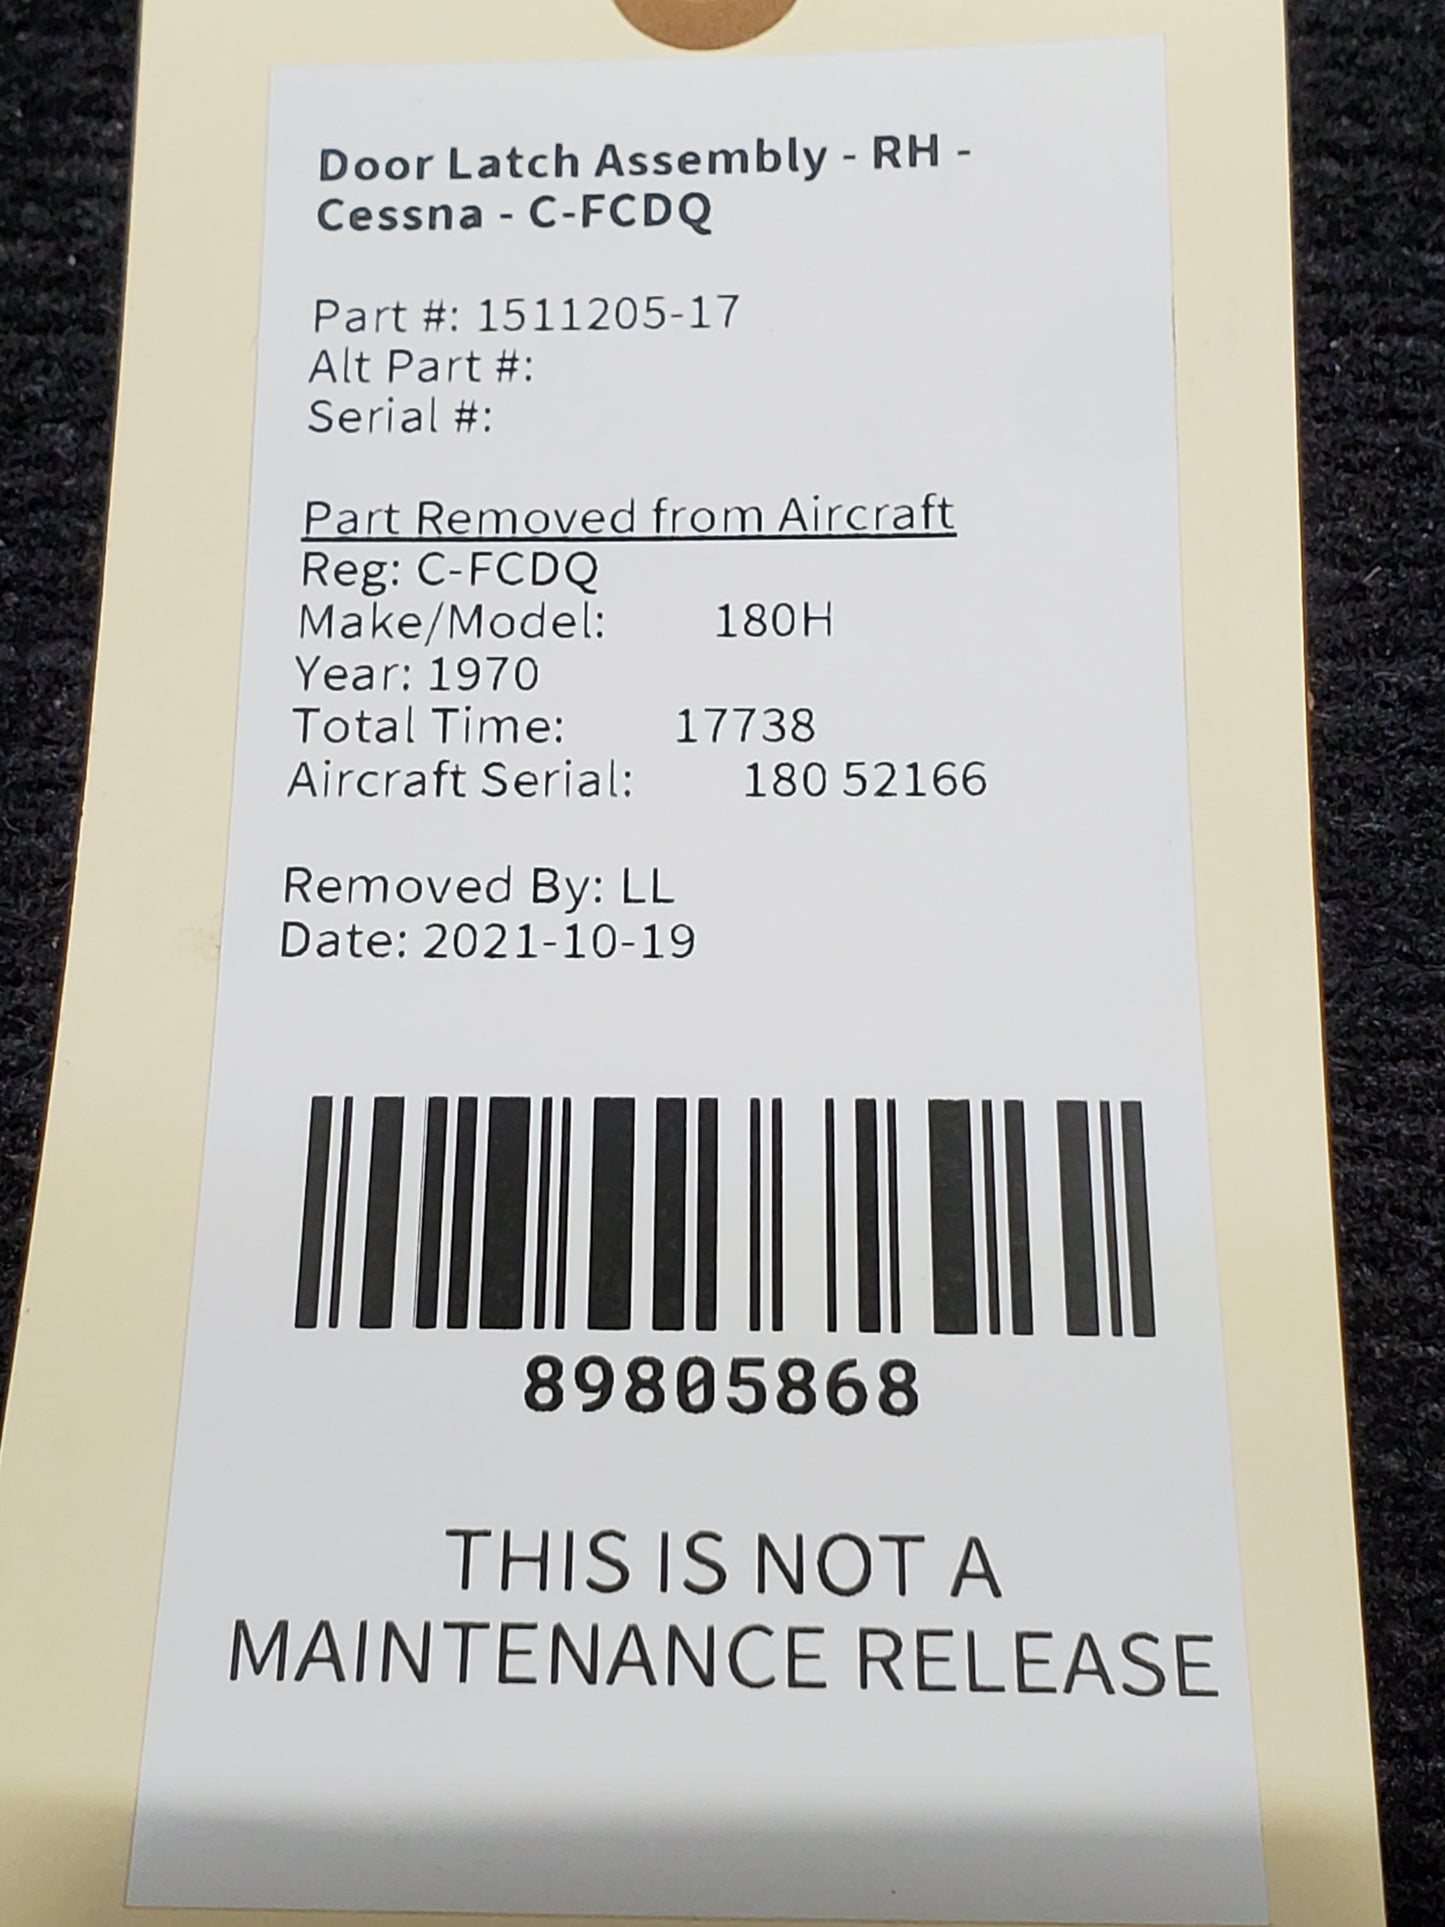 Door Latch Assembly - RH -
Cessna - C-FCDQ
Part #: 1511205-17
Alt Part #:
Serial #:
Part Removed from Aircraft
Reg: C-FCDQ
Make/Model: 180H
Year: 1970
Total Time: 17738
Aircraft Serial: 180 52166
Removed By: LL
Date: 2021-10-19
89805868
THIS IS NOT A
MAINTENANCE RELEASE